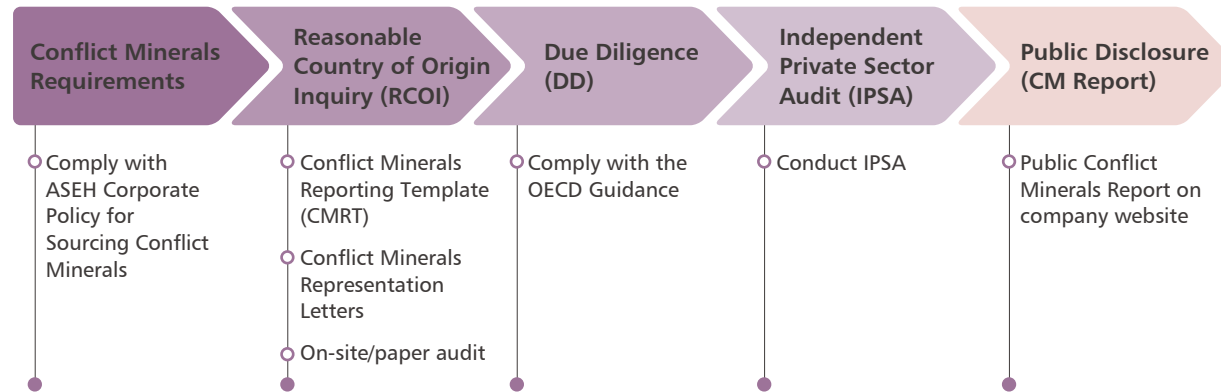 Conflict Minerals
Requirements
Reasonable
Country of Origin
Inquiry (RCOI)
Due Diligence
(DD)
Independent
Private Sector
Audit (IPSA)
Public Disclosure
(CM Report)
Comply with
ASEH Corporate
Policy for
Sourcing Conflict
Minerals
Conflict Minerals
Reporting Template
(CMRT)
Conflict Minerals
Representation
Letters
On-site/paper audit
Comply with the
OECD Guidance
Conduct IPSA
Public Conflict
Minerals Report on
company website